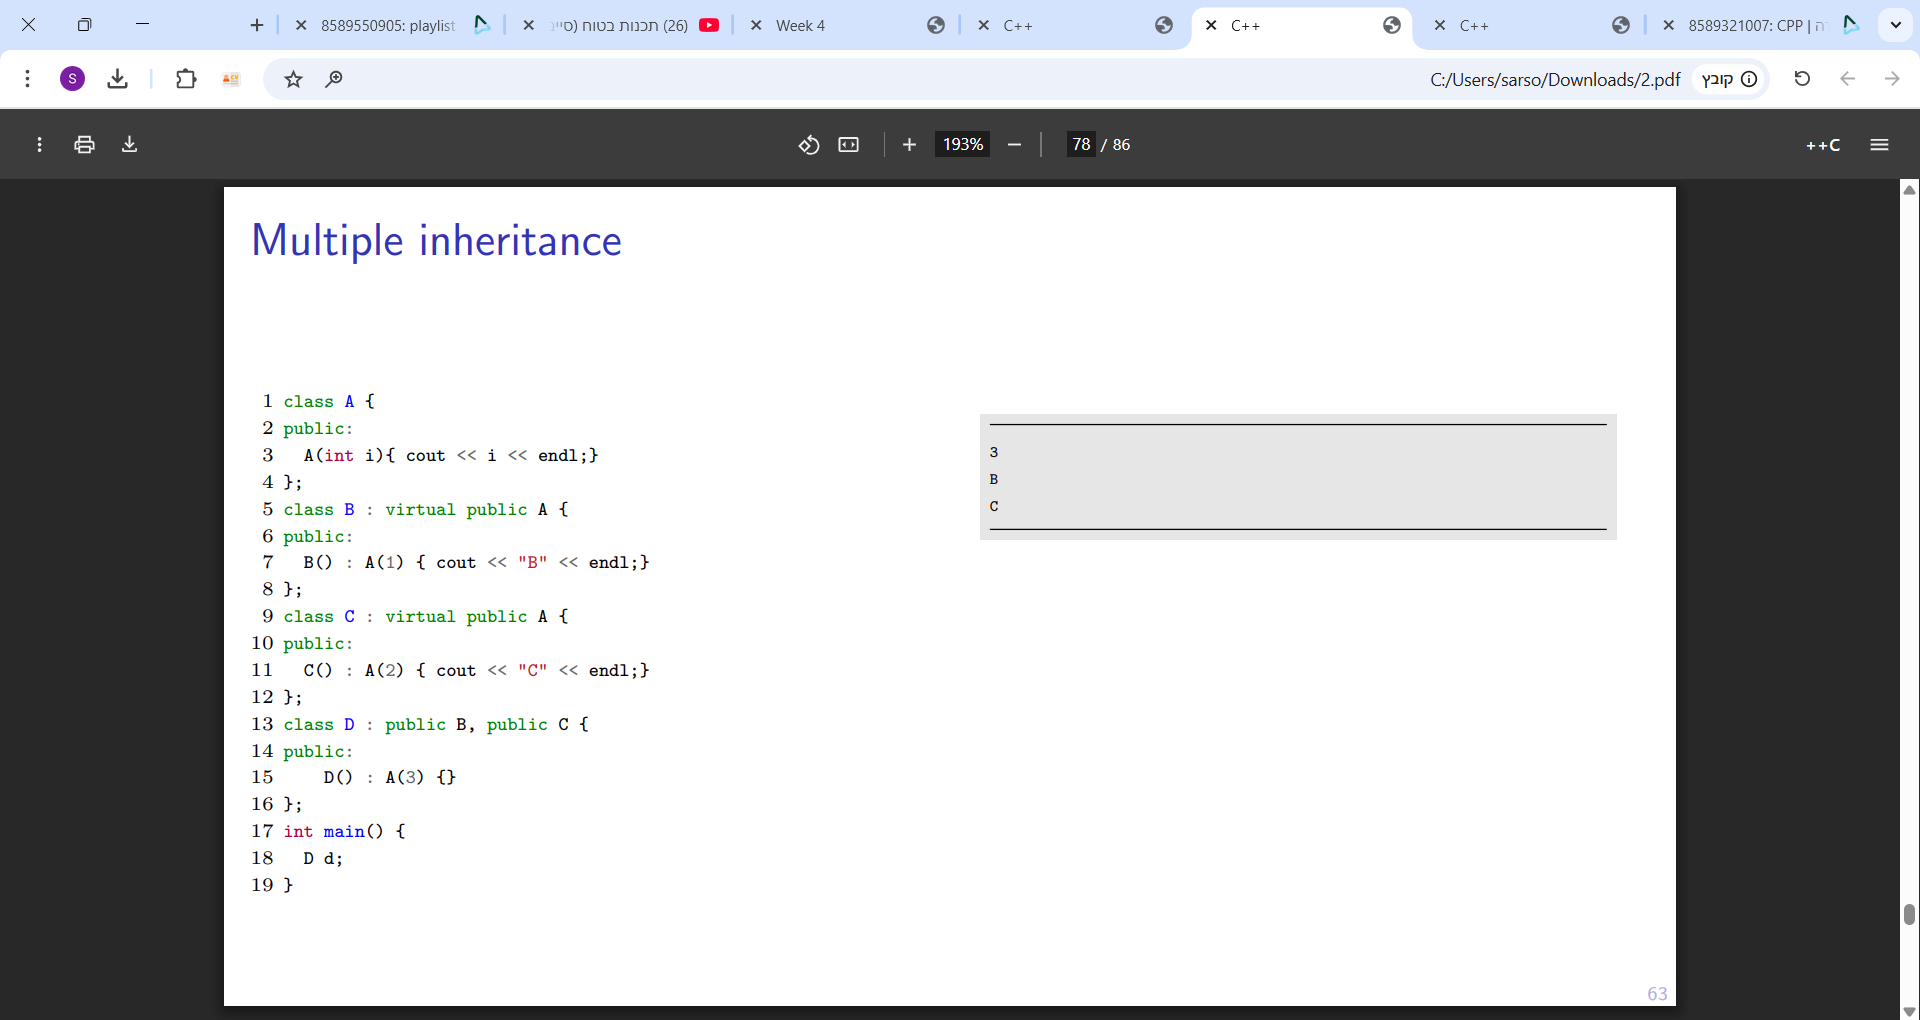 8589550905: playlist
תכנות בטוח (סייב (26)
Week 4
C++
C++
C++
8589321007: CPP |
S
C:/Users/sarso/Downloads/2.pdf
קובץ
193%
78 / 86
++C
Multiple inheritance
1 class A {
2 public:
3 A(int i){ cout << i << endl;}
4 };
5 class B : virtual public A {
6 public:
7 B() : A(1) { cout << "B" << endl;}
8 };
9 class C : virtual public A {
10 public:
11 C() : A(2) { cout << "C" << endl;}
12 };
13 class D : public B, public C {
14 public:
15 D() : A(3) {}
16 };
17 int main() {
18 D d;
19 }
3
B
C
63